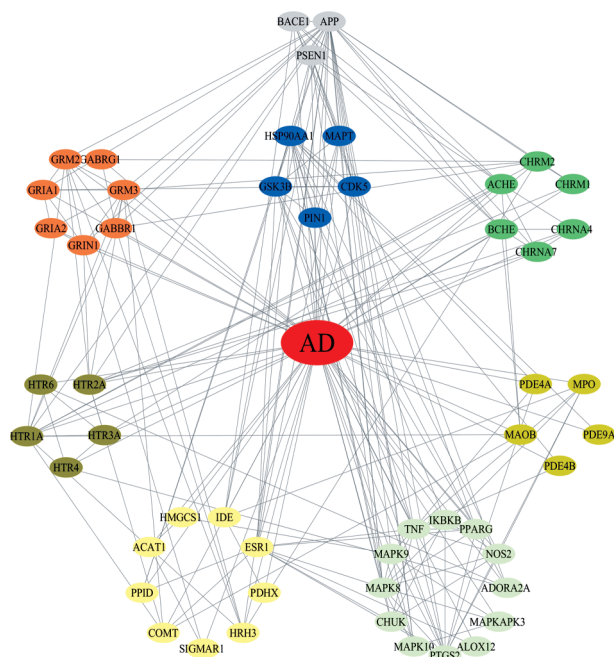 BACE1 APP
PSEN1
HSP90AA1 MAPT
GSK3B CDK5
PIN1
GRM2 GABRG1
GRIA1 GRM3
GRIA2 GABBR1
GRIN1
CHRM2
ACHE CHRM1
BCHE CHRNA4
CHRNA7
AD
HTR6 HTR2A
HTR1A HTR3A
HTR4
PDE4A MPO
MAOB PDE9A
PDE4B
HMGCS1 IDE
ACAT1 ESR1
PPID PDHX
COMT HRH3
SIGMAR1
IKBKB
TNF PPARG
MAPK9 NOS2
MAPK8 ADORA2A
CHUK MAPKAPK3
MAPK10 ALOX12
PTGS2